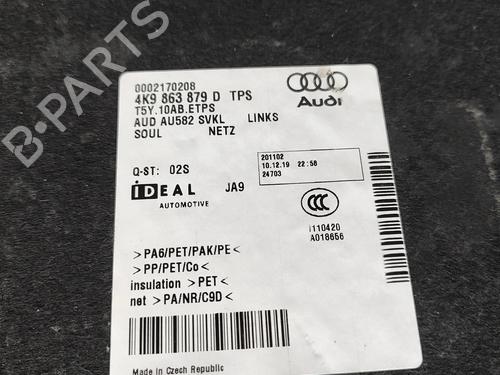 B-PARTS
0002170208
4K9 863 879 D TPS
T5Y.10AB.ETPS
AUD AU582 SVKL LINKS
SOUL NETZ
Audi
Q-ST: 02S
IDEAL
AUTOMOTIVE
JA9
201102
10.12.19 22:58
24703
CCC
i110420
A018656
>PA6/PET/PAK/PE<
>PP/PET/Co<
insulation >PET<
net >PA/NR/C9D<
Made in Czech Republic